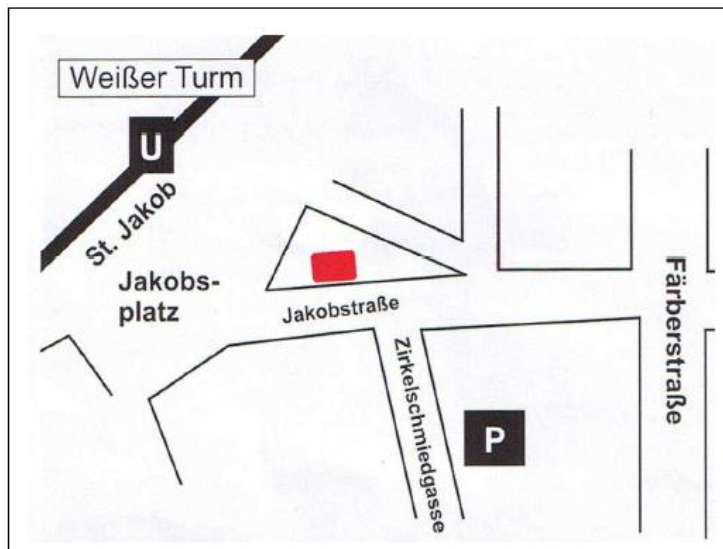 Weißer Turm
U
St. Jakob
Jakobs-
platz
Jakobstraße
Färberstraße
Zirkelschmiedgasse
P